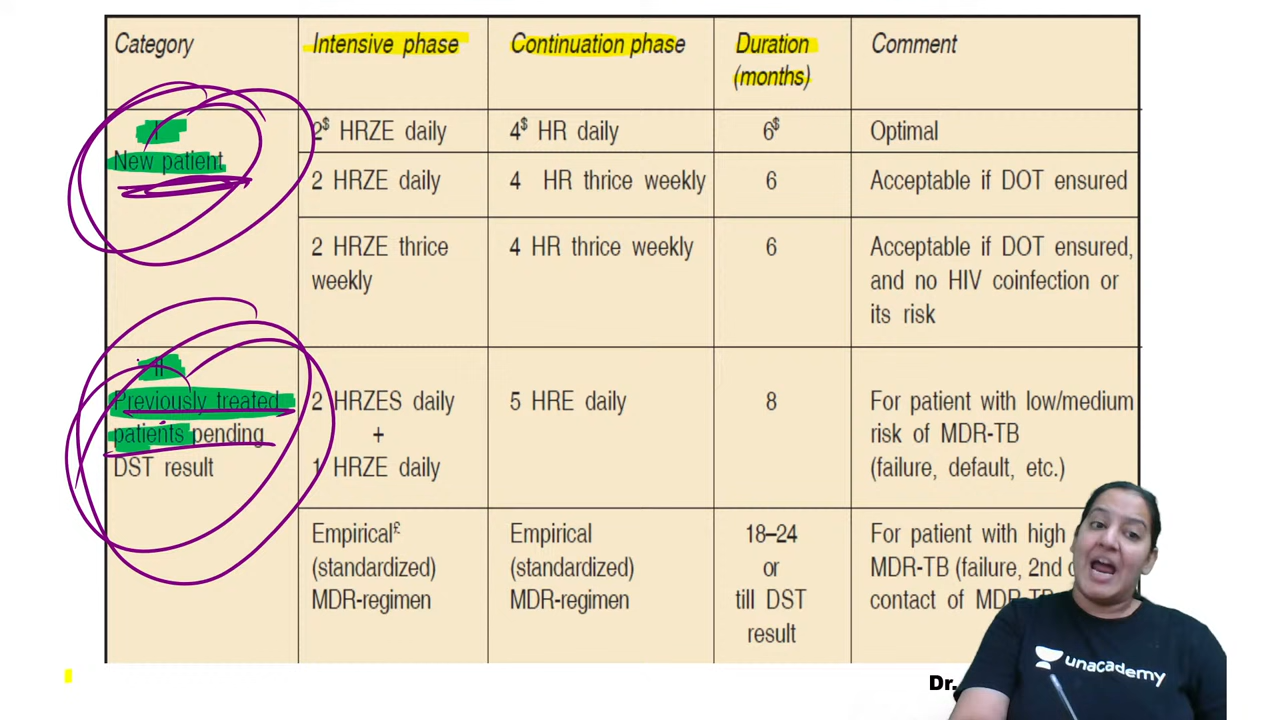 Category
Intensive phase
Continuation phase
Duration
(months)
Comment
I
New patient
2$ HRZE daily
4$ HR daily
6$
Optimal
2 HRZE daily
4 HR thrice weekly
6
Acceptable if DOT ensured
2 HRZE thrice
weekly
4 HR thrice weekly
6
Acceptable if DOT ensured,
and no HIV coinfection or
its risk
II
Previously treated
patients pending
DST result
2 HRZES daily
+
1 HRZE daily
5 HRE daily
8
For patient with low/medium
risk of MDR-TB
(failure, default, etc.)
Empirical£
(standardized)
MDR-regimen
Empirical
(standardized)
MDR-regimen
18–24
or
till DST
result
For patient with high
MDR-TB (failure, 2nd
contact of MDR-TB
Dr.
unacademy